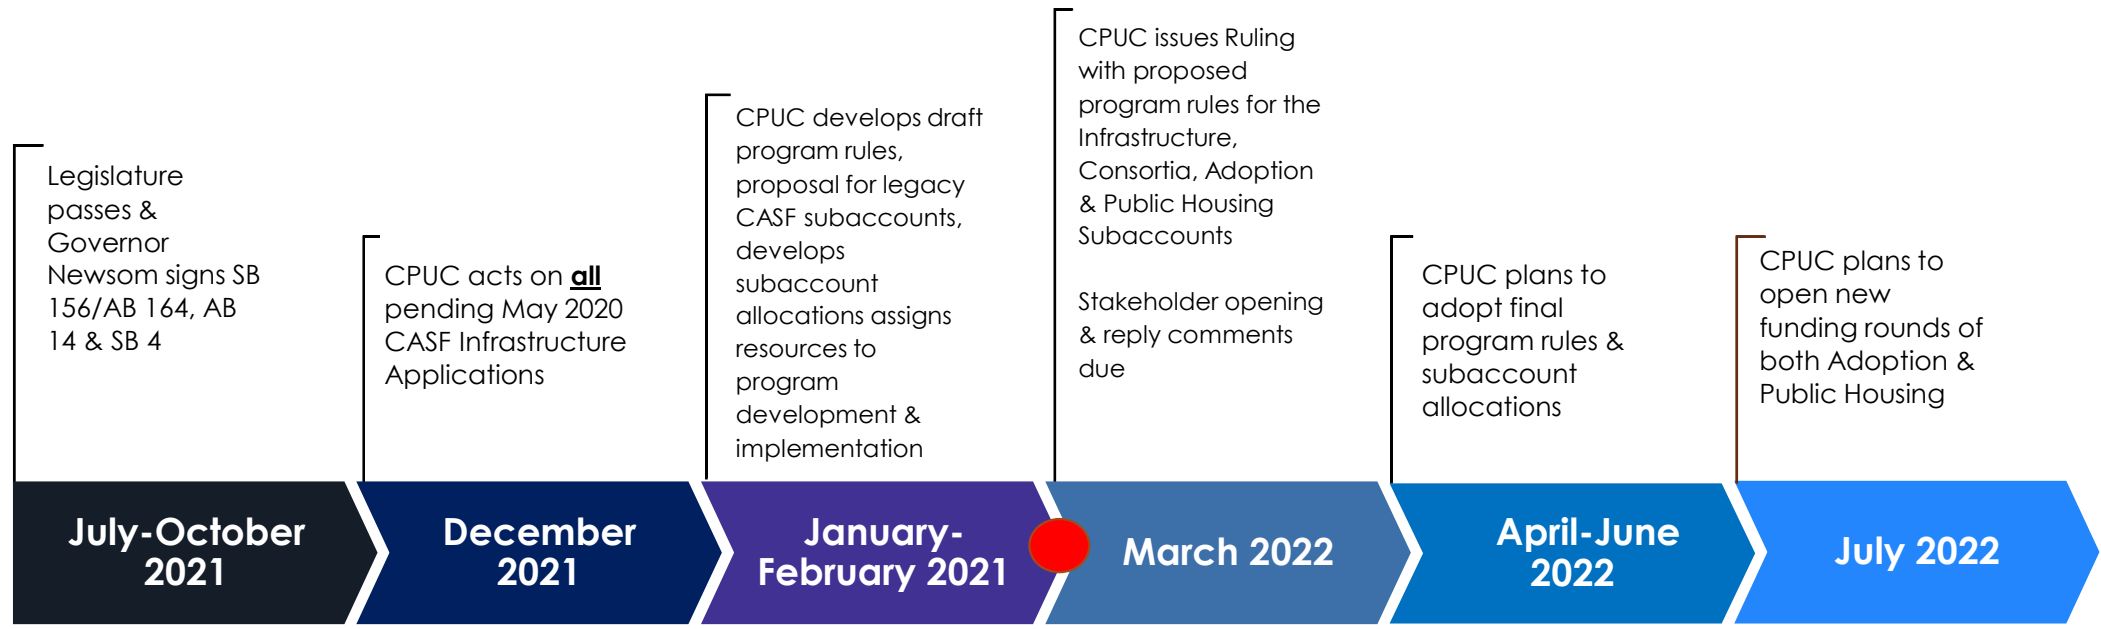 Legislature
passes &
Governor
Newsom signs SB
156/AB 164, AB
14 & SB 4
CPUC acts on all
pending May 2020
CASF Infrastructure
Applications
CPUC develops draft
program rules,
proposal for legacy
CASF subaccounts,
develops
subaccount
allocations assigns
resources to
program
development &
implementation
CPUC issues Ruling
with proposed
program rules for the
Infrastructure,
Consortia, Adoption
& Public Housing
Subaccounts
Stakeholder opening
& reply comments
due
CPUC plans to
adopt final
program rules &
subaccount
allocations
CPUC plans to
open new
funding rounds of
both Adoption &
Public Housing
July-October
2021
December
2021
January-
February 2021
March 2022
April-June
2022
July 2022